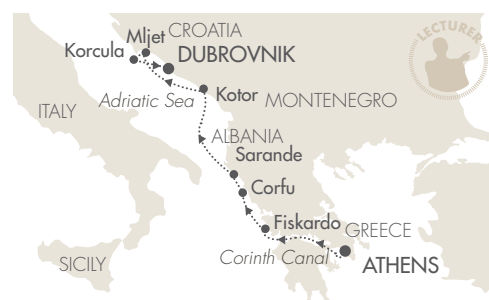 Mljet
CROATIA
LECTURER
Korcula
DUBROVNIK
Adriatic Sea
Kotor
MONTENEGRO
ITALY
ALBANIA
Sarande
Corfu
Fiskardo
GREECE
Corinth Canal
SICILY
ATHENS